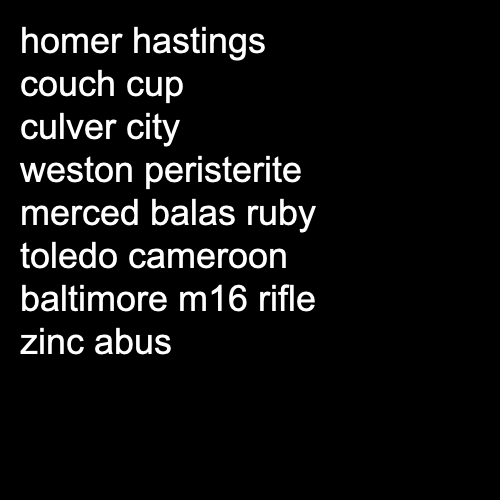 homer hastings
couch cup
culver city
weston peristerite
merced balas ruby
toledo cameroon
baltimore m16 rifle
zinc abus